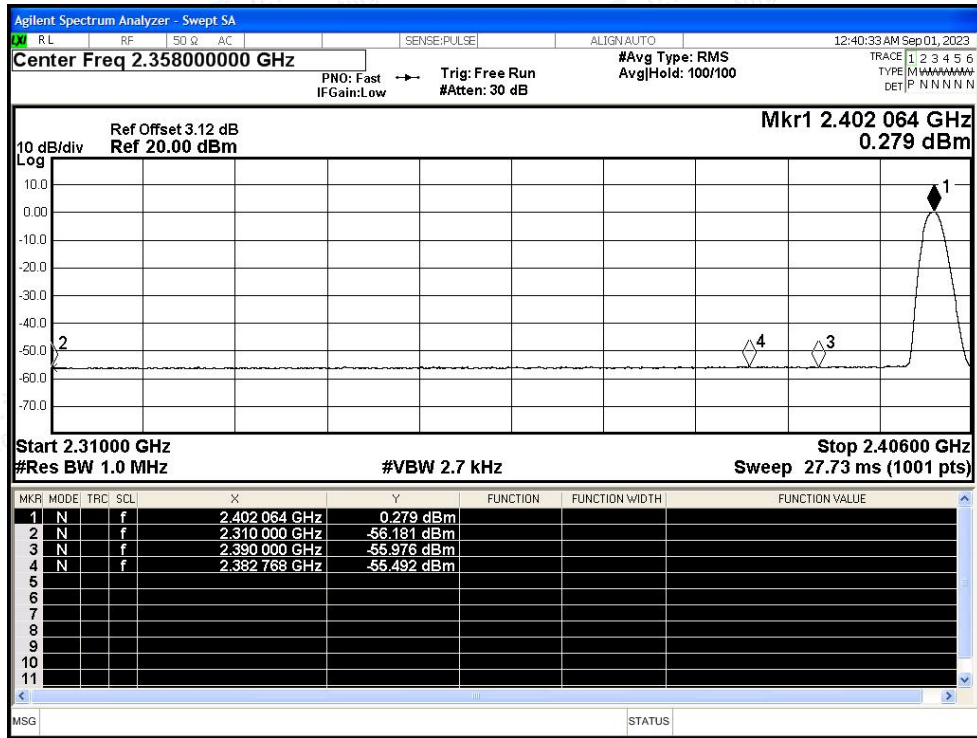 Agilent Spectrum Analyzer - Swept SA
LXI RL RF 50 Ω AC SENSE:PULSE ALIGN AUTO 12:40:33 AM Sep 01, 2023
Center Freq 2.358000000 GHz
PNO: Fast
IFGain:Low
Trig: Free Run
#Atten: 30 dB
#Avg Type: RMS
Avg|Hold: 100/100
TRACE 1 2 3 4 5 6
TYPE M
DET P N N N N N
10 dB/div
Log
Ref Offset 3.12 dB
Ref 20.00 dBm
Mkr1 2.402 064 GHz
0.279 dBm
10.0
0.00
-10.0
-20.0
-30.0
-40.0
-50.0
-60.0
-70.0
1
2
4
3
Start 2.31000 GHz Stop 2.40600 GHz
#Res BW 1.0 MHz #VBW 2.7 kHz Sweep 27.73 ms (1001 pts)
MKR MODE TRC SCL X Y FUNCTION FUNCTION WIDTH FUNCTION VALUE
1 N f 2.402 064 GHz 0.279 dBm
2 N f 2.310 000 GHz -56.181 dBm
3 N f 2.390 000 GHz -55.976 dBm
4 N f 2.382 768 GHz -55.492 dBm
5
6
7
8
9
10
11
MSG STATUS